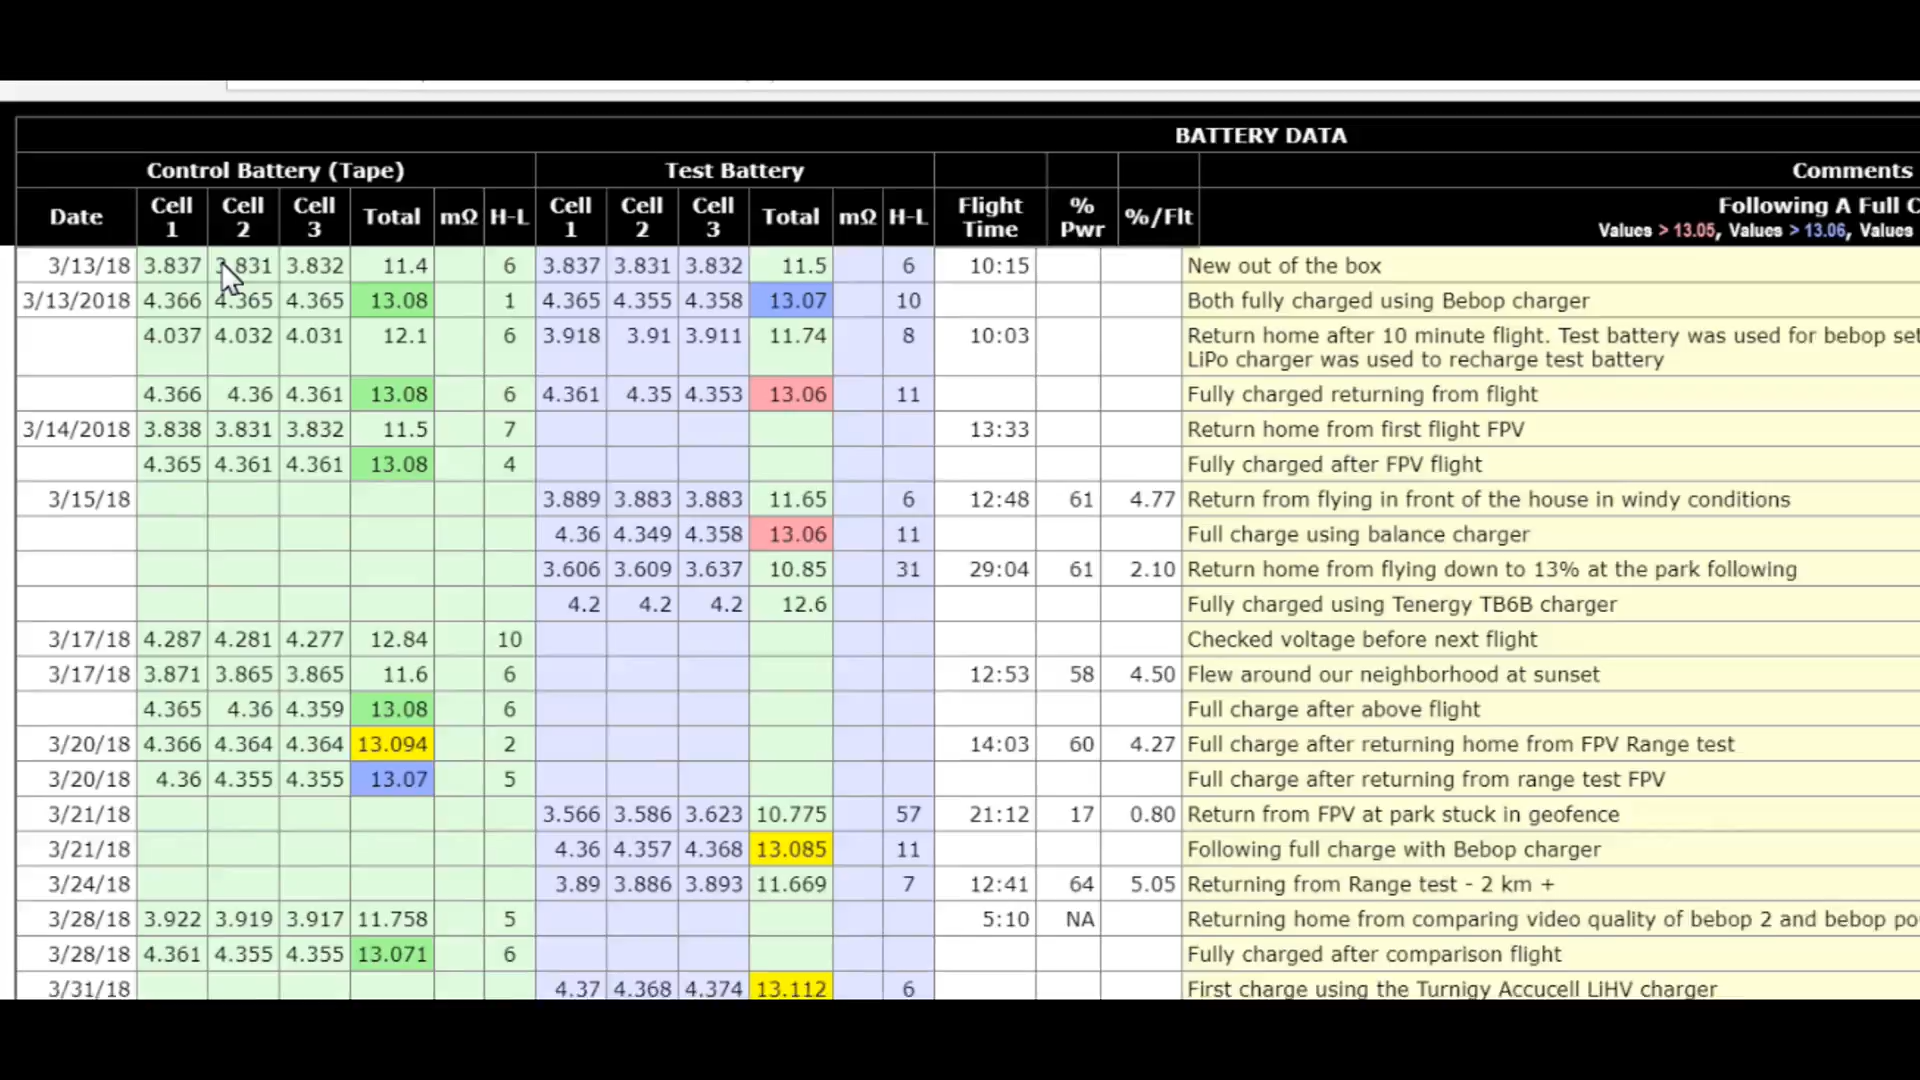 BATTERY DATA
Control Battery (Tape) Test Battery Comments
Date Cell 1 Cell 2 Cell 3 Total mΩ H-L Cell 1 Cell 2 Cell 3 Total mΩ H-L Flight Time % Pwr %/Flt Following A Full C
Values > 13.05, Values > 13.06, Values
3/13/18 3.837 3.831 3.832 11.4 6 3.837 3.831 3.832 11.5 6 10:15 New out of the box
3/13/2018 4.366 4.365 4.365 13.08 1 4.365 4.355 4.358 13.07 10 Both fully charged using Bebop charger
4.037 4.032 4.031 12.1 6 3.918 3.91 3.911 11.74 8 10:03 Return home after 10 minute flight. Test battery was used for bebop set
LiPo charger was used to recharge test battery
4.366 4.36 4.361 13.08 6 4.361 4.35 4.353 13.06 11 Fully charged returning from flight
3/14/2018 3.838 3.831 3.832 11.5 7 13:33 Return home from first flight FPV
4.365 4.361 4.361 13.08 4 Fully charged after FPV flight
3/15/18 3.889 3.883 3.883 11.65 6 12:48 61 4.77 Return from flying in front of the house in windy conditions
4.36 4.349 4.358 13.06 11 Full charge using balance charger
3.606 3.609 3.637 10.85 31 29:04 61 2.10 Return home from flying down to 13% at the park following
4.2 4.2 4.2 12.6 Fully charged using Tenergy TB6B charger
3/17/18 4.287 4.281 4.277 12.84 10 Checked voltage before next flight
3/17/18 3.871 3.865 3.865 11.6 6 12:53 58 4.50 Flew around our neighborhood at sunset
4.365 4.36 4.359 13.08 6 Full charge after above flight
3/20/18 4.366 4.364 4.364 13.094 2 14:03 60 4.27 Full charge after returning home from FPV Range test
3/20/18 4.36 4.355 4.355 13.07 5 Full charge after returning from range test FPV
3/21/18 3.566 3.586 3.623 10.775 57 21:12 17 0.80 Return from FPV at park stuck in geofence
3/21/18 4.36 4.357 4.368 13.085 11 Following full charge with Bebop charger
3/24/18 3.89 3.886 3.893 11.669 7 12:41 64 5.05 Returning from Range test - 2 km +
3/28/18 3.922 3.919 3.917 11.758 5 5:10 NA Returning home from comparing video quality of bebop 2 and bebop po
3/28/18 4.361 4.355 4.355 13.071 6 Fully charged after comparison flight
3/31/18 4.37 4.368 4.374 13.112 6 First charge using the Turnigy Accucell LiHV charger